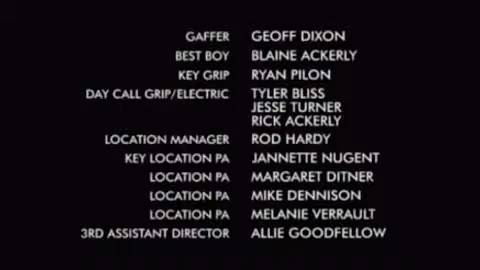 GAFFER GEOFF DIXON
BEST BOY BLAINE ACKERLY
KEY GRIP RYAN PILON
DAY CALL GRIP/ELECTRIC TYLER BLISS
JESSE TURNER
RICK ACKERLY
LOCATION MANAGER ROD HARDY
KEY LOCATION PA JANNETTE NUGENT
LOCATION PA MARGARET DITNER
LOCATION PA MIKE DENNISON
LOCATION PA MELANIE VERRAULT
3RD ASSISTANT DIRECTOR ALLIE GOODFELLOW